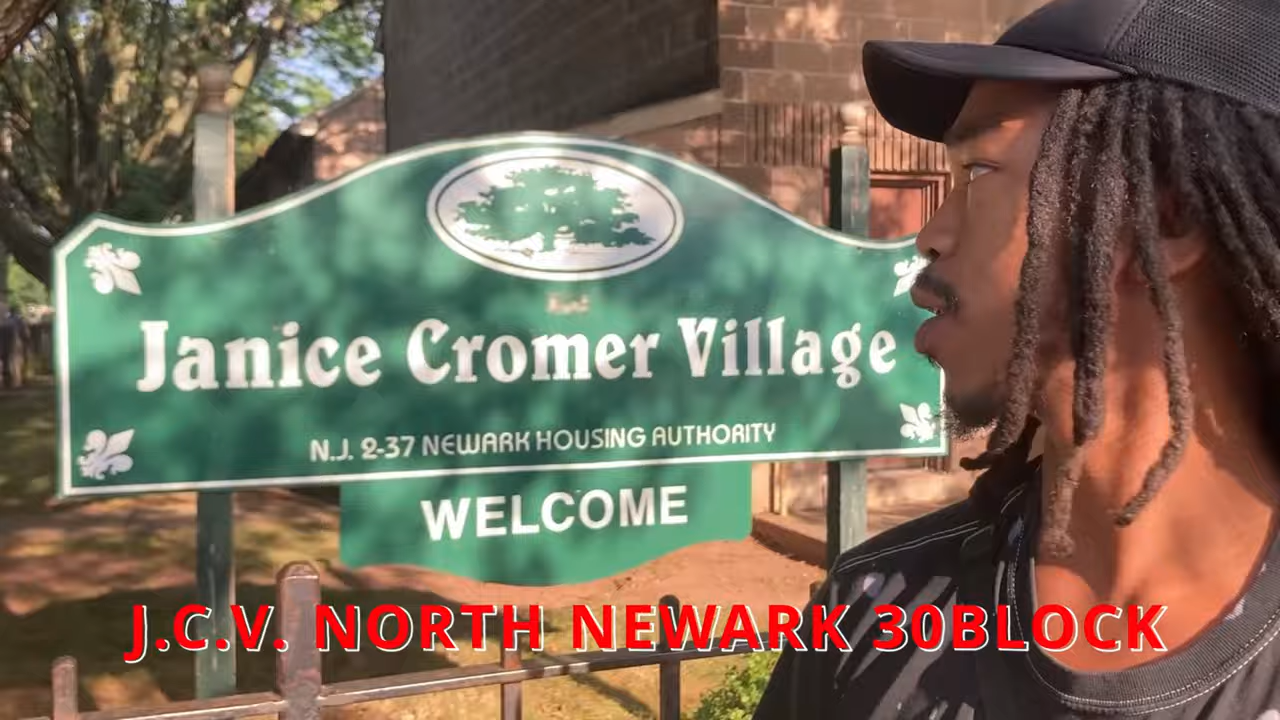 Janice Cromer Village
N.J. 2-37 NEWARK HOUSING AUTHORITY
WELCOME
J.C.V. NORTH NEWARK 30BLOCK